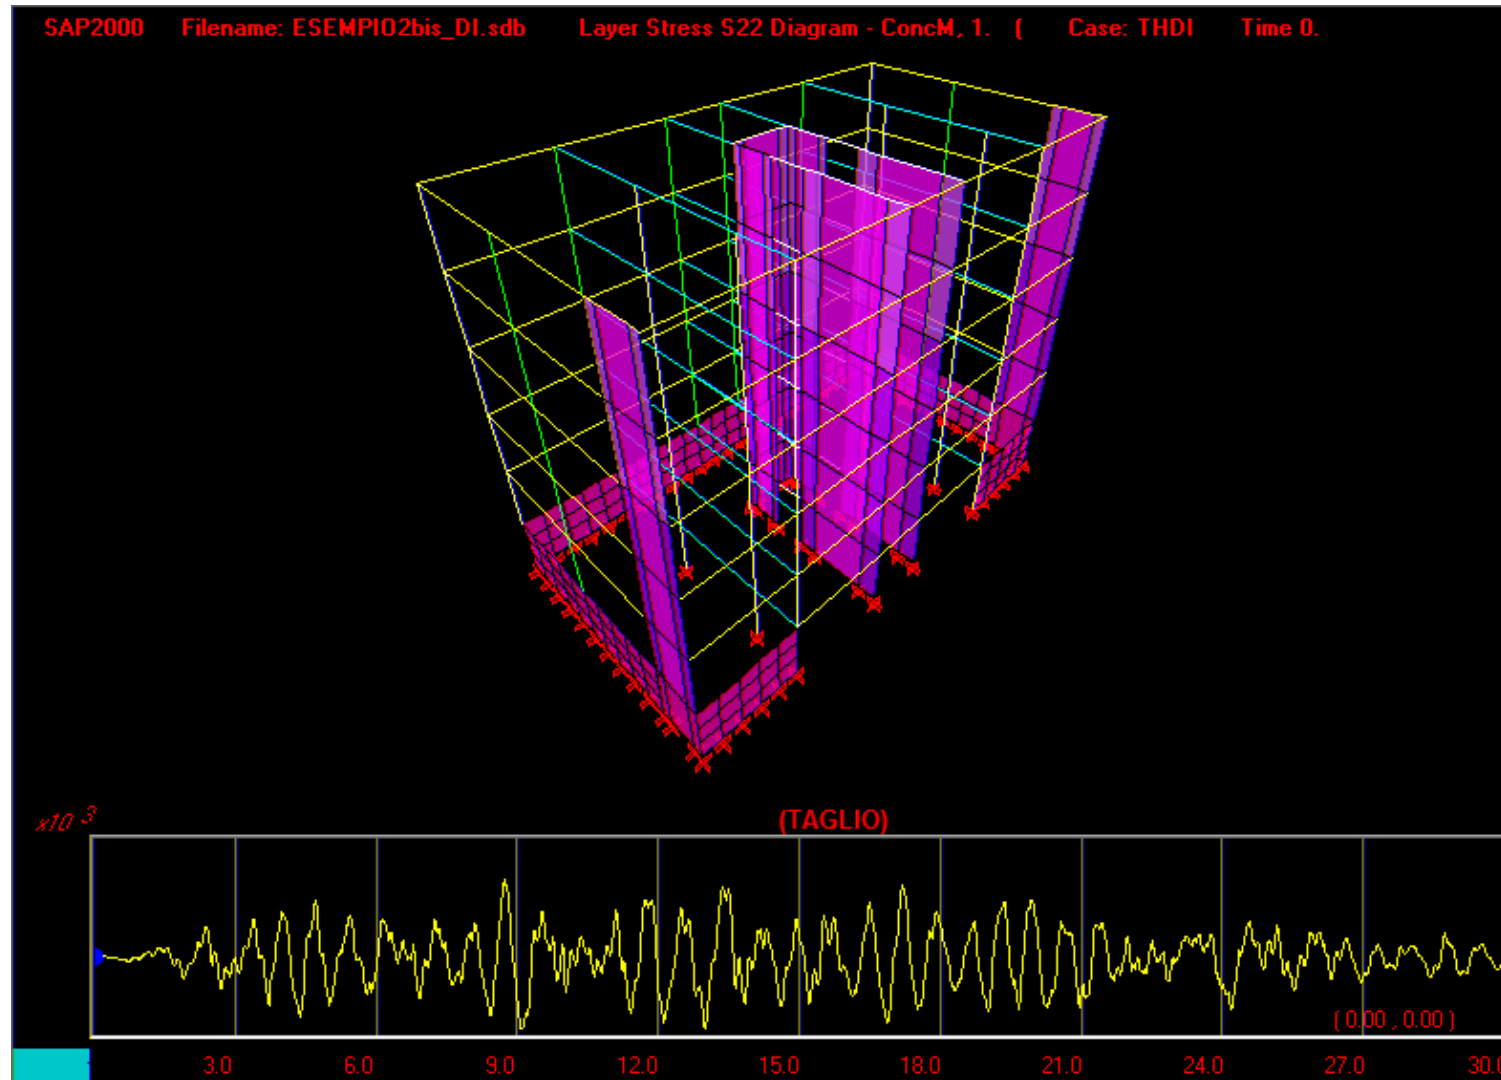 SAP2000 Filename: ESEMPIO2bis_DI.sdb Layer Stress S22 Diagram - ConcM, 1. ( Case: THDI Time 0.
x10 -3
(TAGLIO)
(0.00 , 0.00 )
3.0 6.0 9.0 12.0 15.0 18.0 21.0 24.0 27.0 30.0